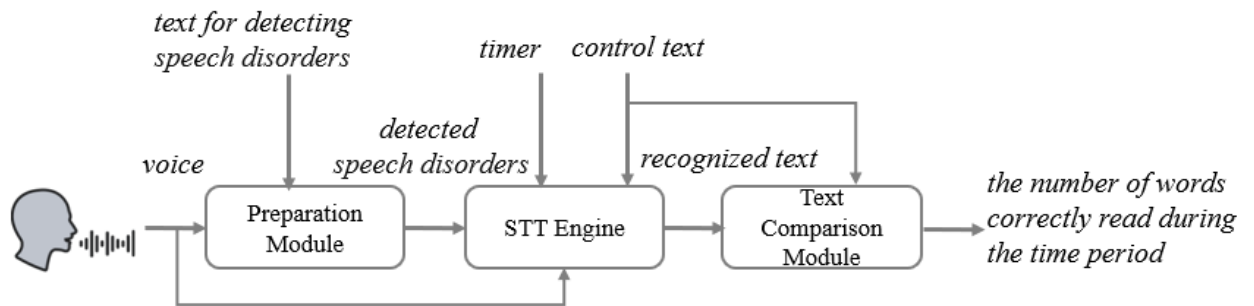 text for detecting
speech disorders
timer
control text
detected
speech disorders
voice
recognized text
Preparation
Module
STT Engine
Text
Comparison
Module
the number of words
correctly read during
the time period